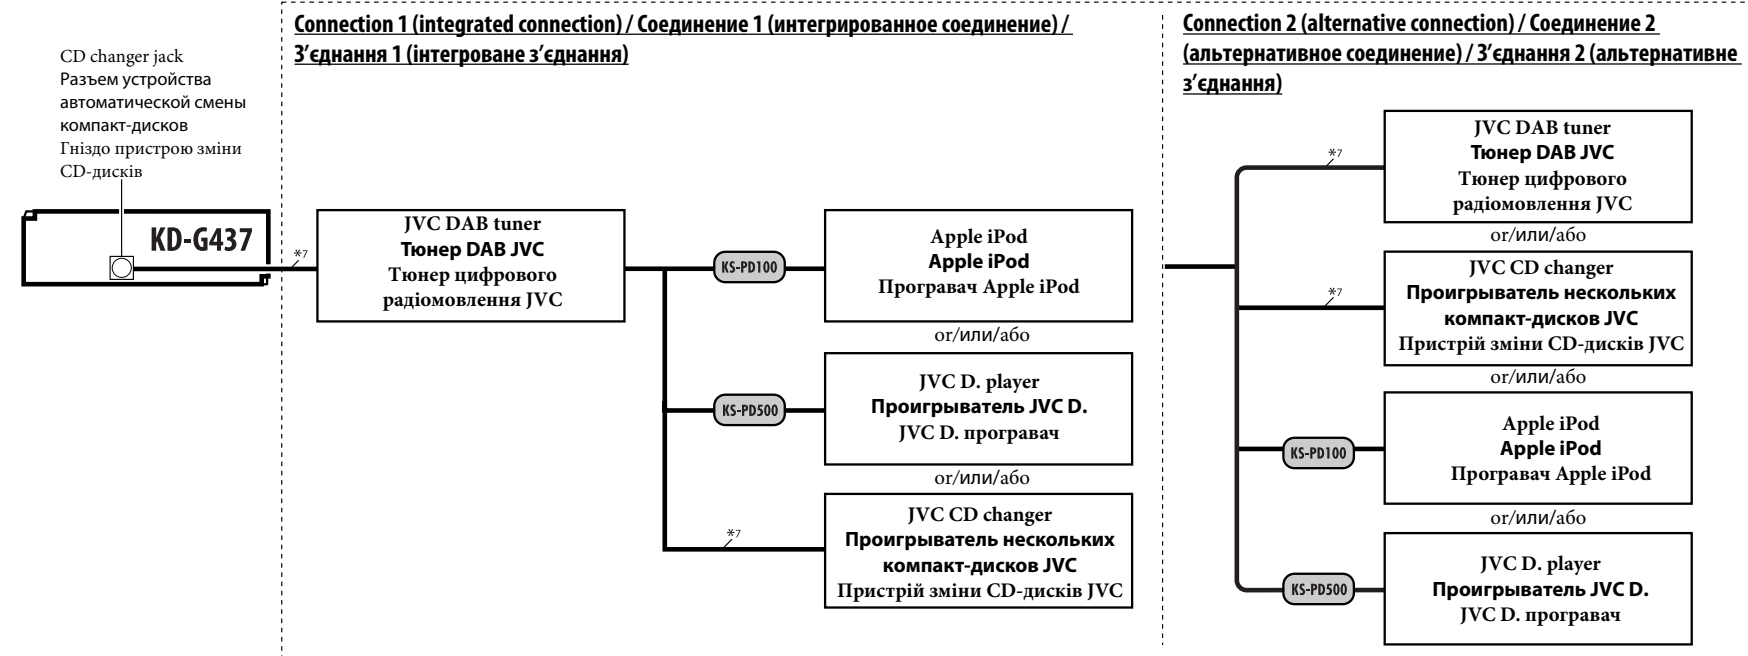 Connection 1 (integrated connection) / Соединение 1 (интегрированное соединение) /
З’єднання 1 (інтегроване з’єднання)
CD changer jack
Разъем устройства
автоматической смены
компакт-дисков
Гніздо пристрою зміни
CD-дисків
KD-G437
*7
JVC DAB tuner
Тюнер DAB JVC
Тюнер цифрового
радіомовлення JVC
KS-PD100
Apple iPod
Apple iPod
Програвач Apple iPod
or/или/або
KS-PD500
JVC D. player
Проигрыватель JVC D.
JVC D. програвач
or/или/або
*7
JVC CD changer
Проигрыватель нескольких
компакт-дисков JVC
Пристрій зміни CD-дисків JVC
Connection 2 (alternative connection) / Соединение 2
(альтернативное соединение) / З’єднання 2 (альтернативне
з’єднання)
*7
JVC DAB tuner
Тюнер DAB JVC
Тюнер цифрового
радіомовлення JVC
or/или/або
*7
JVC CD changer
Проигрыватель нескольких
компакт-дисков JVC
Пристрій зміни CD-дисків JVC
or/или/або
KS-PD100
Apple iPod
Apple iPod
Програвач Apple iPod
or/или/або
KS-PD500
JVC D. player
Проигрыватель JVC D.
JVC D. програвач